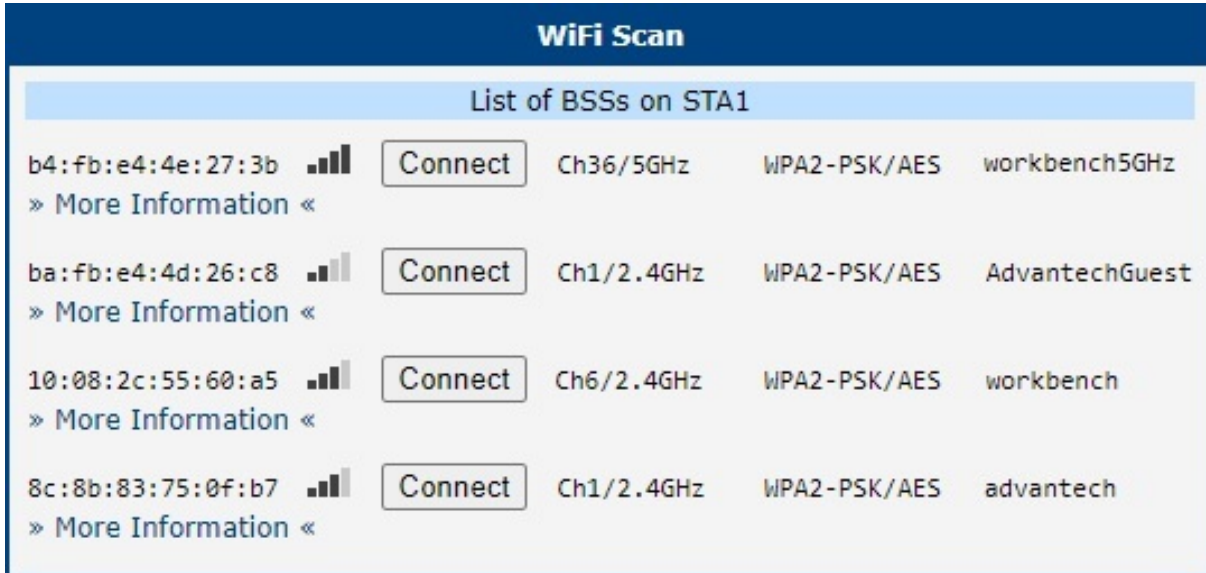 WiFi Scan
List of BSSs on STA1
b4:fb:e4:4e:27:3b Connect Ch36/5GHz WPA2-PSK/AES workbench5GHz
» More Information «
ba:fb:e4:4d:26:c8 Connect Ch1/2.4GHz WPA2-PSK/AES AdvantechGuest
» More Information «
10:08:2c:55:60:a5 Connect Ch6/2.4GHz WPA2-PSK/AES workbench
» More Information «
8c:8b:83:75:0f:b7 Connect Ch1/2.4GHz WPA2-PSK/AES advantech
» More Information «